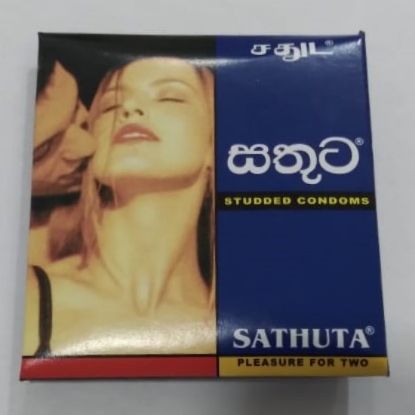 சதுட®
සතුට®
STUDDED CONDOMS
SATHUTA®
PLEASURE FOR TWO